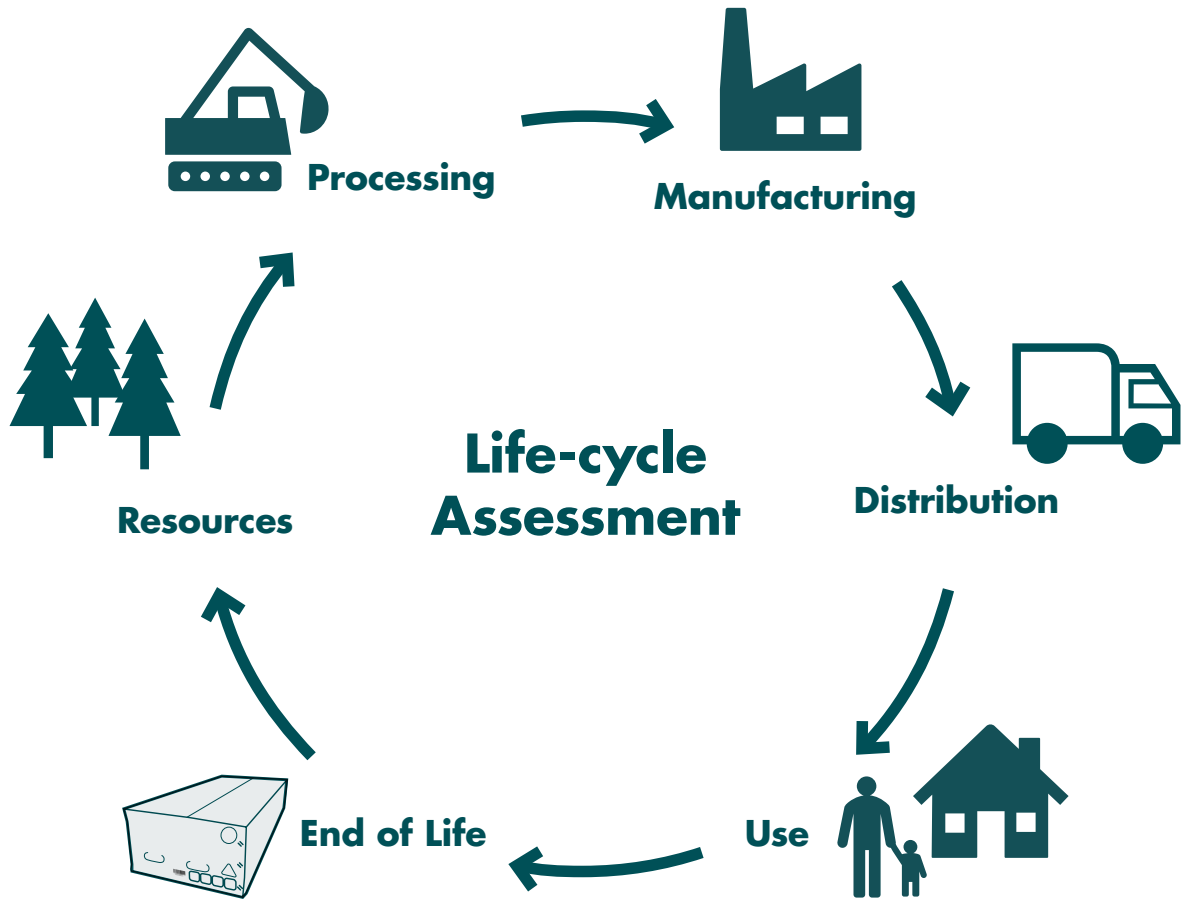 Processing
Manufacturing
Life-cycle
Assessment
Distribution
Resources
End of Life
Use